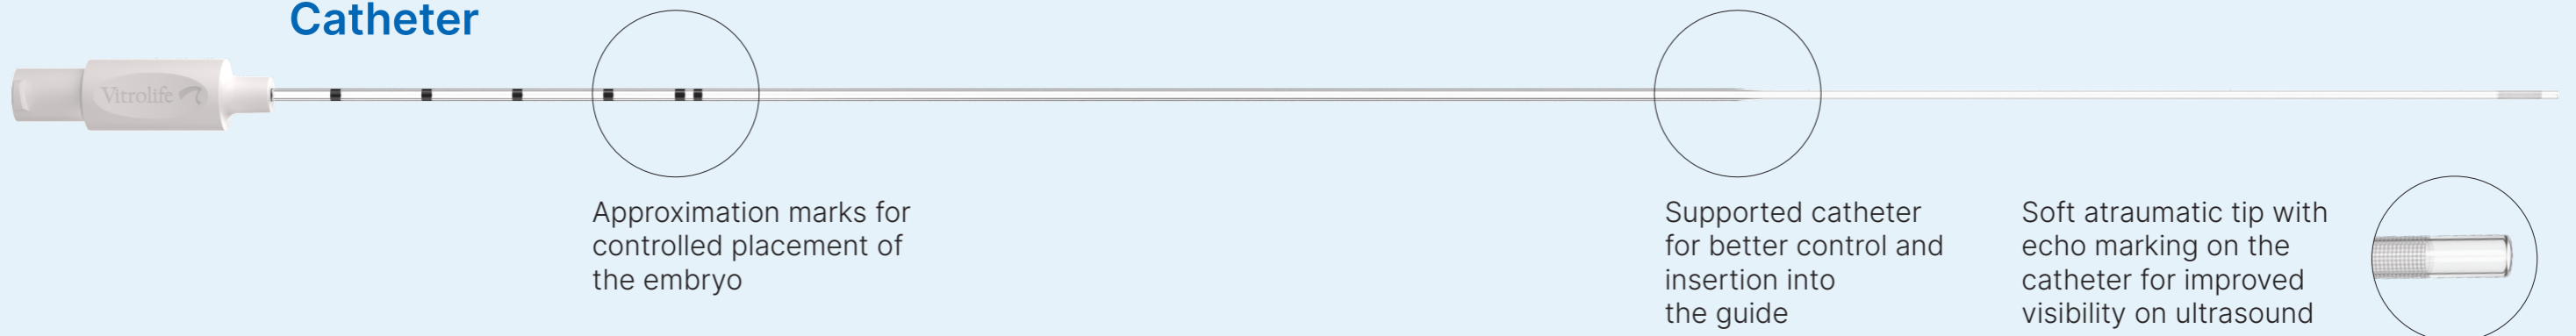 Catheter
Vitrolife
Approximation marks for
controlled placement of
the embryo
Supported catheter
for better control and
insertion into
the guide
Soft atraumatic tip with
echo marking on the
catheter for improved
visibility on ultrasound